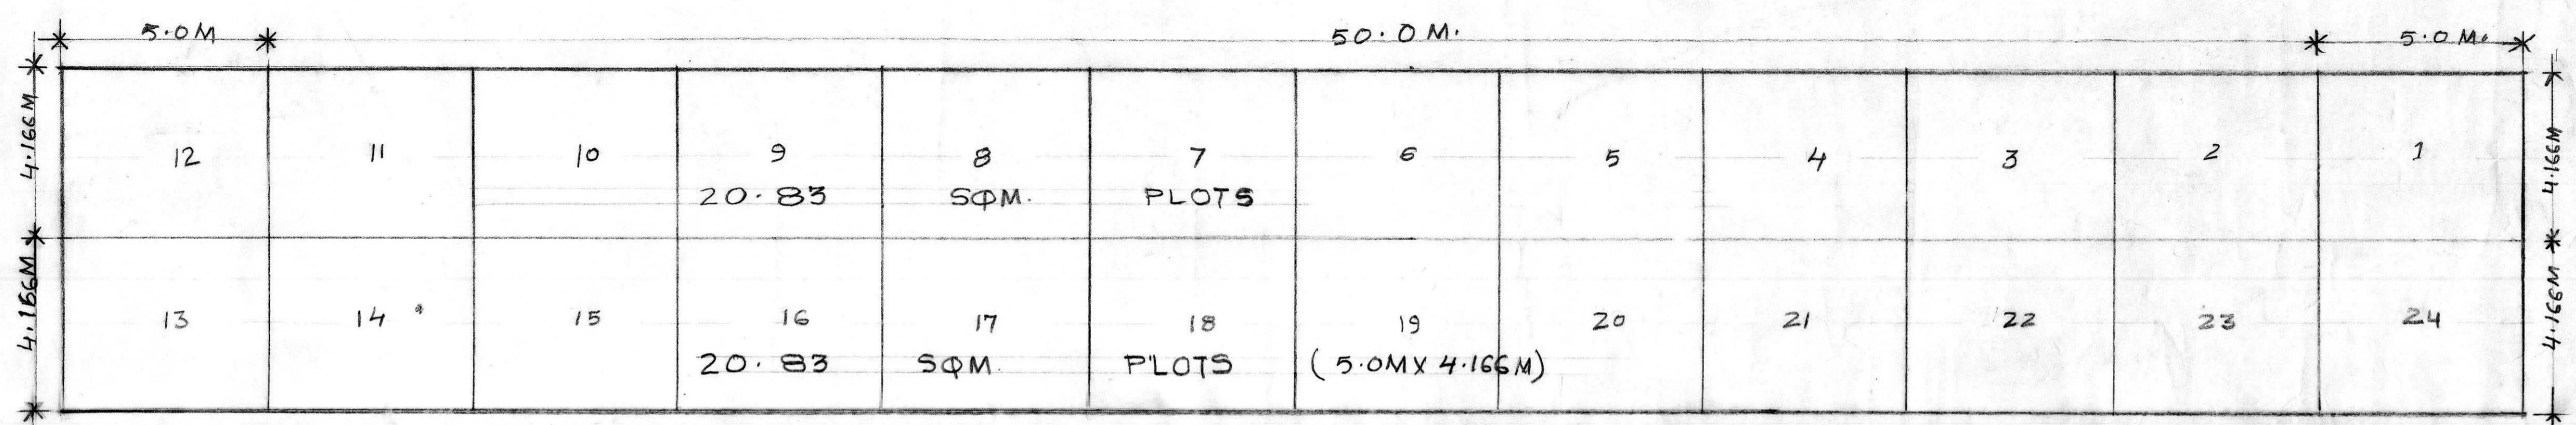 5.0M 50.0M. 5.0M.
4.166M 4.166M
12 11 10 9 8 7 6 5 4 3 2 1
20.83 SQM. PLOTS
4.166M 4.166M
13 14 15 16 17 18 19 20 21 22 23 24
20.83 SQM. PLOTS (5.0MX 4.166M)